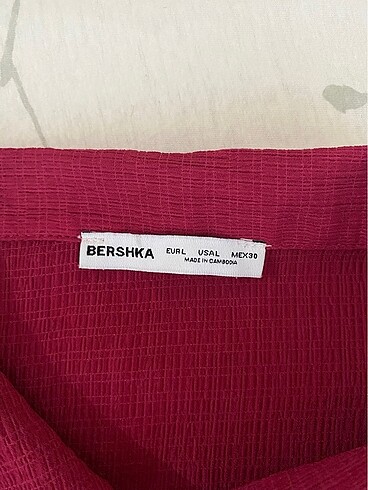 BERSHKA EUR L USA L MEX 30
MADE IN CAMBODIA